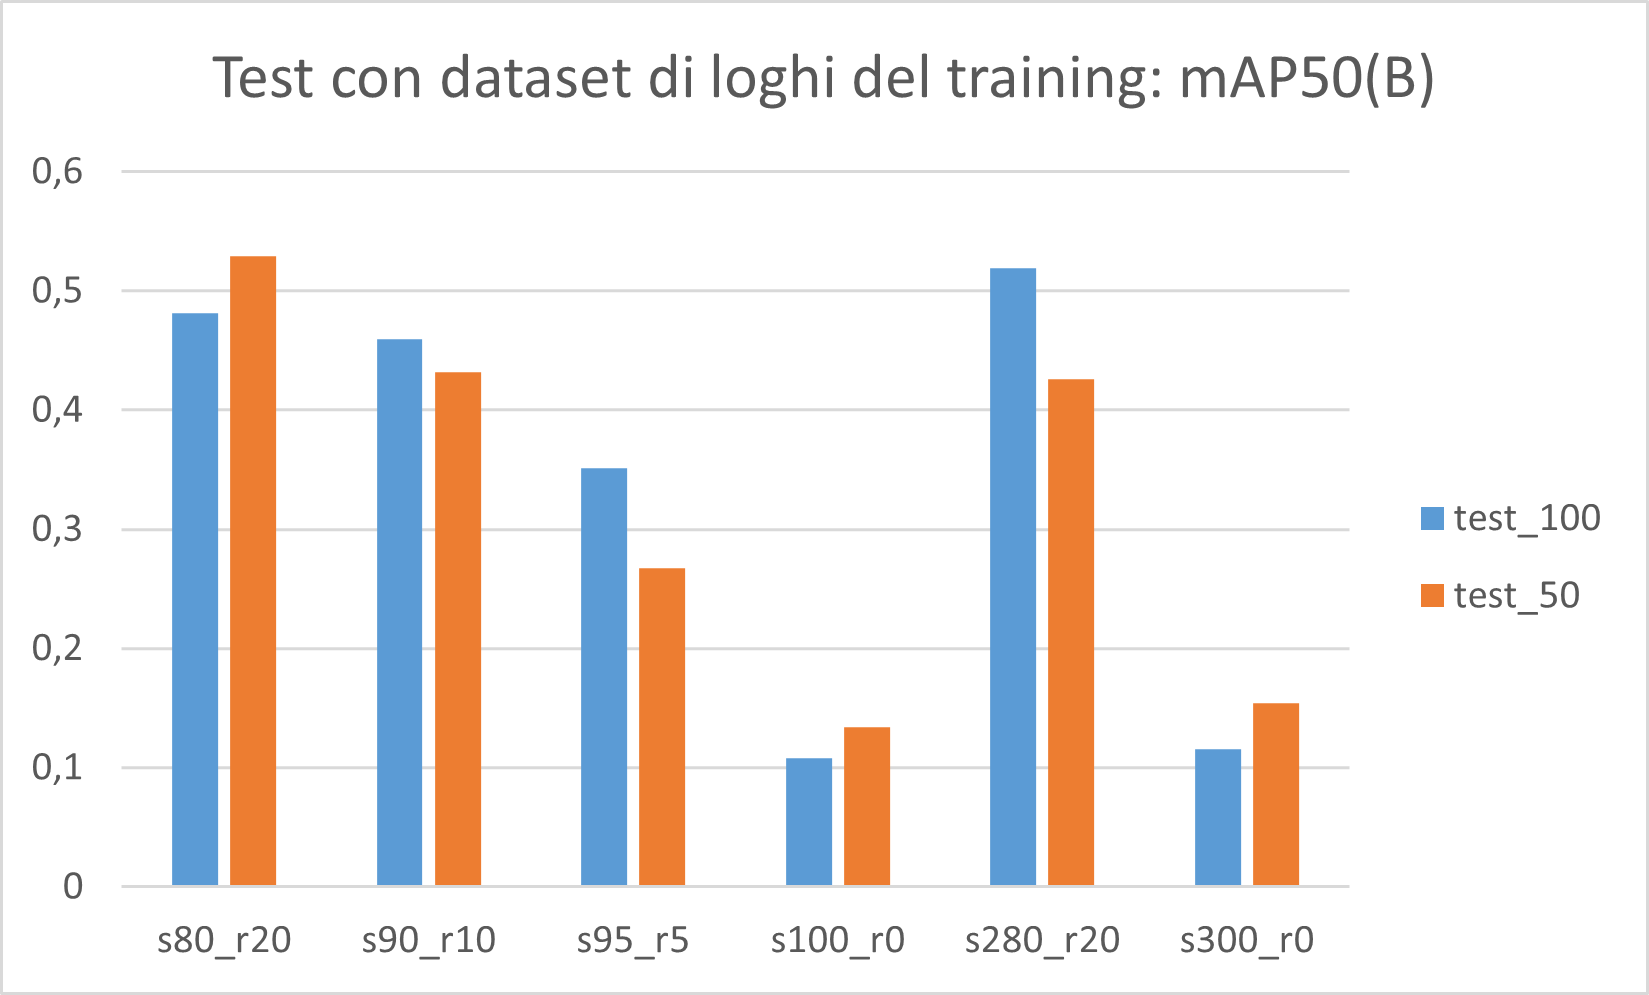 Test con dataset di loghi del training: mAP50(B)
0,6
0,5
0,4
0,3
0,2
0,1
0
s80_r20 s90_r10 s95_r5 s100_r0 s280_r20 s300_r0
test_100
test_50